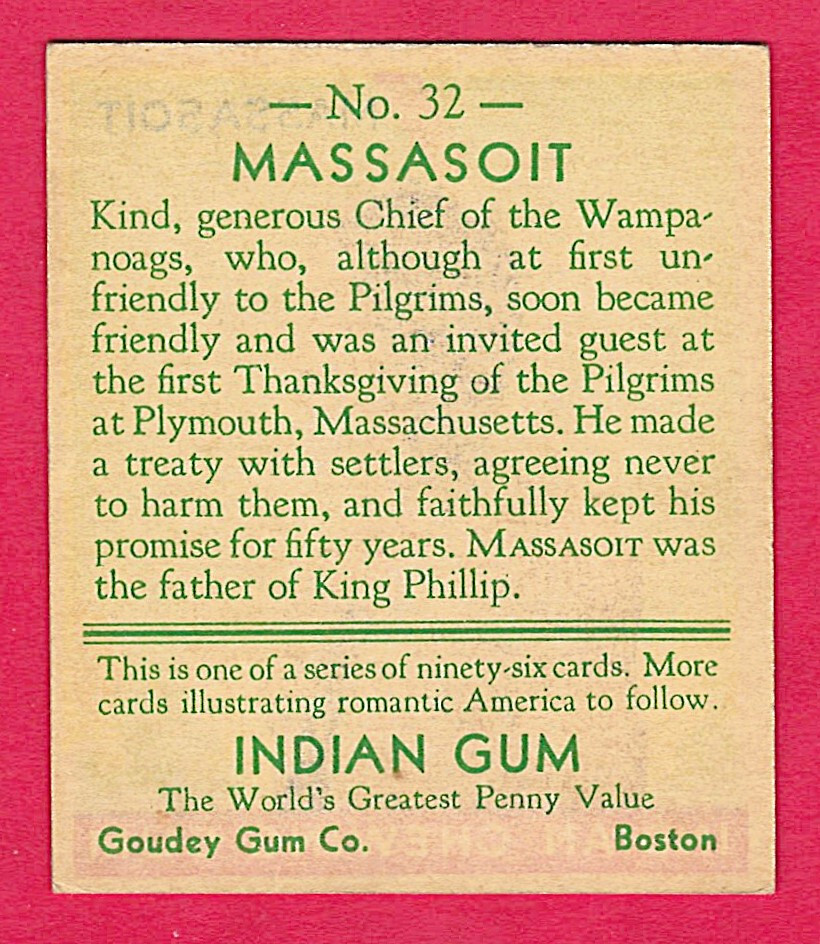 — No. 32 —
MASSASOIT
Kind, generous Chief of the Wampa-
noags, who, although at first un-
friendly to the Pilgrims, soon became
friendly and was an invited guest at
the first Thanksgiving of the Pilgrims
at Plymouth, Massachusetts. He made
a treaty with settlers, agreeing never
to harm them, and faithfully kept his
promise for fifty years. MASSASOIT was
the father of King Phillip.
This is one of a series of ninety-six cards. More
cards illustrating romantic America to follow.
INDIAN GUM
The World's Greatest Penny Value
Goudey Gum Co. Boston